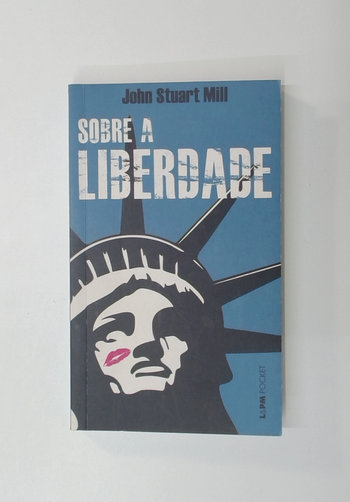 John Stuart Mill
SOBRE A
LIBERDADE
L&PM POCKET